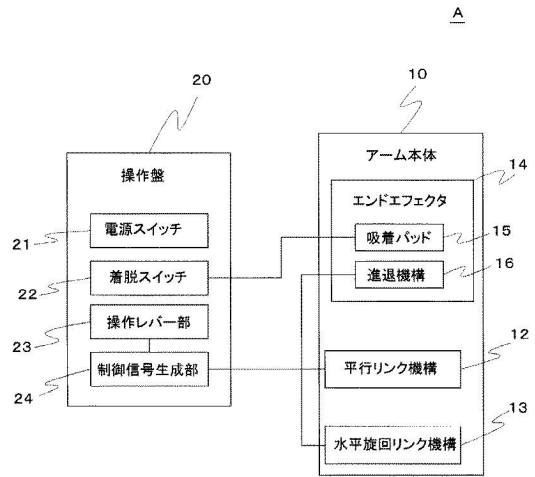 A
20
操作盤
21
電源スイッチ
22
着脱スイッチ
23
操作レバー部
24
制御信号生成部
10
アーム本体
14
エンドエフェクタ
吸着パッド
15
進退機構
16
12
平行リンク機構
13
水平旋回リンク機構